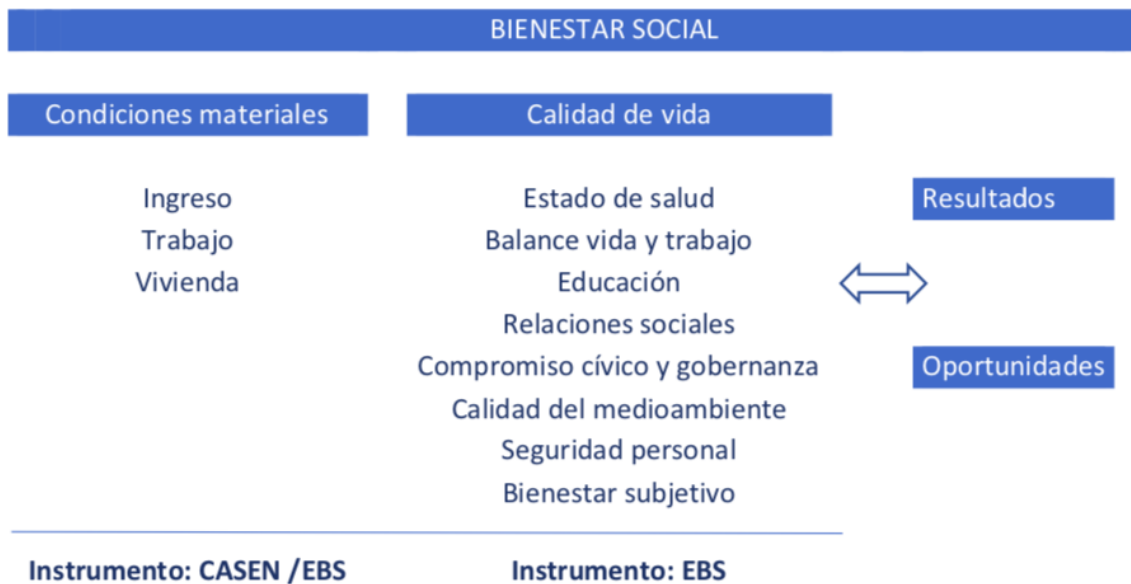 BIENESTAR SOCIAL
Condiciones materiales
Ingreso
Trabajo
Vivienda
Instrumento: CASEN /EBS
Calidad de vida
Estado de salud
Balance vida y trabajo
Educación
Relaciones sociales
Compromiso cívico y gobernanza
Calidad del medioambiente
Seguridad personal
Bienestar subjetivo
Instrumento: EBS
Resultados
Oportunidades